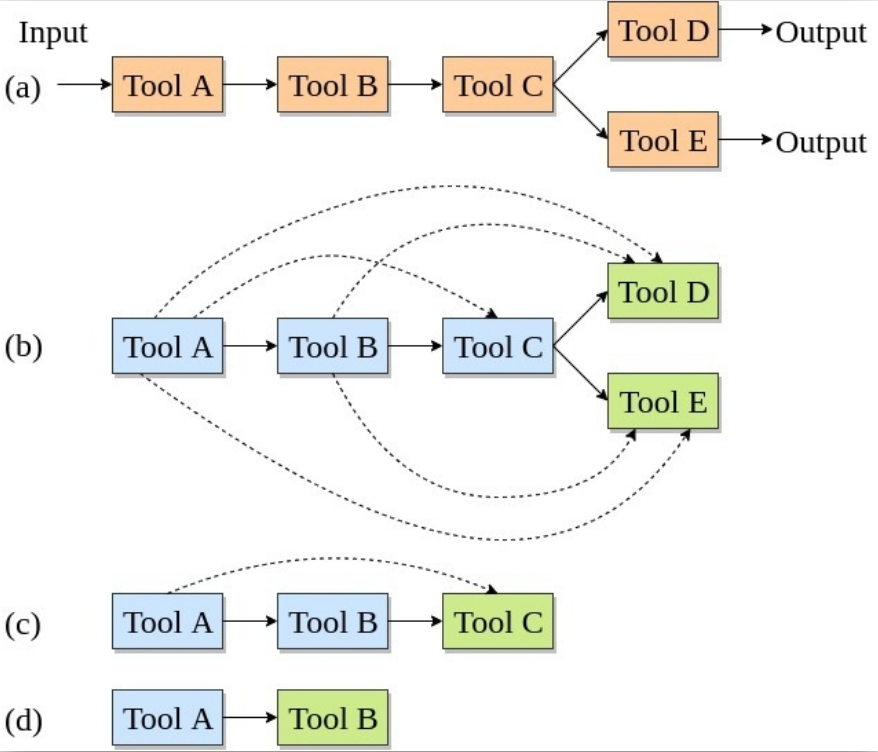 Input
(a)
Tool A
Tool B
Tool C
Tool D
Output
Tool E
Output
(b)
Tool A
Tool B
Tool C
Tool D
Tool E
(c)
Tool A
Tool B
Tool C
(d)
Tool A
Tool B